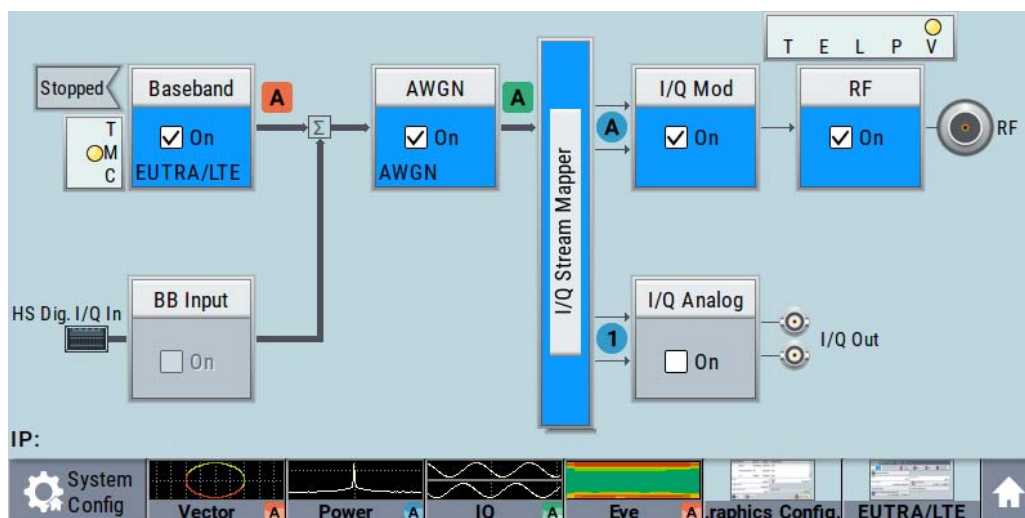 T E L P V
Stopped
Baseband
A
AWGN
A
I/Q Mod
RF
T
M
C
On
EUTRA/LTE
Σ
On
AWGN
I/Q Stream Mapper
A
On
On
RF
HS Dig. I/Q In
BB Input
On
1
I/Q Analog
On
I/Q Out
IP:
System
Config
Vector A
Power A
IQ A
Eye A
raphics Config.
EUTRA/LTE